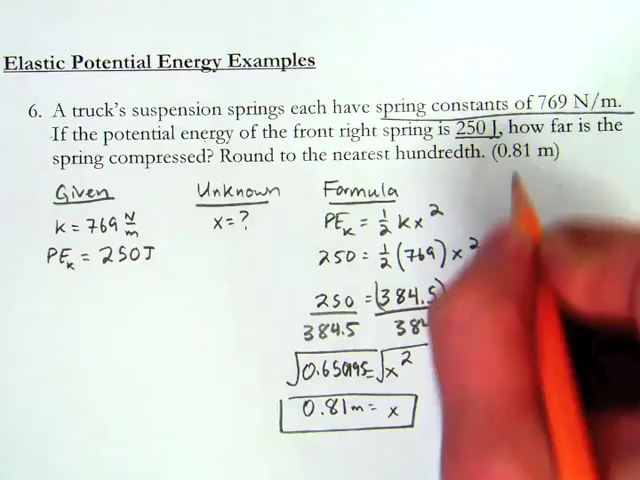 Elastic Potential Energy Examples
6. A truck's suspension springs each have spring constants of 769 N/m.
If the potential energy of the front right spring is 250 J, how far is the
spring compressed? Round to the nearest hundredth. (0.81 m)
Given Unknown Formula
k = 769 N/m x = ? PEk = 1/2 kx²
PEk = 250J 250 = 1/2 (769) x²
250 = (384.5)
384.5 38
√0.650195 = √x²
0.81m = x